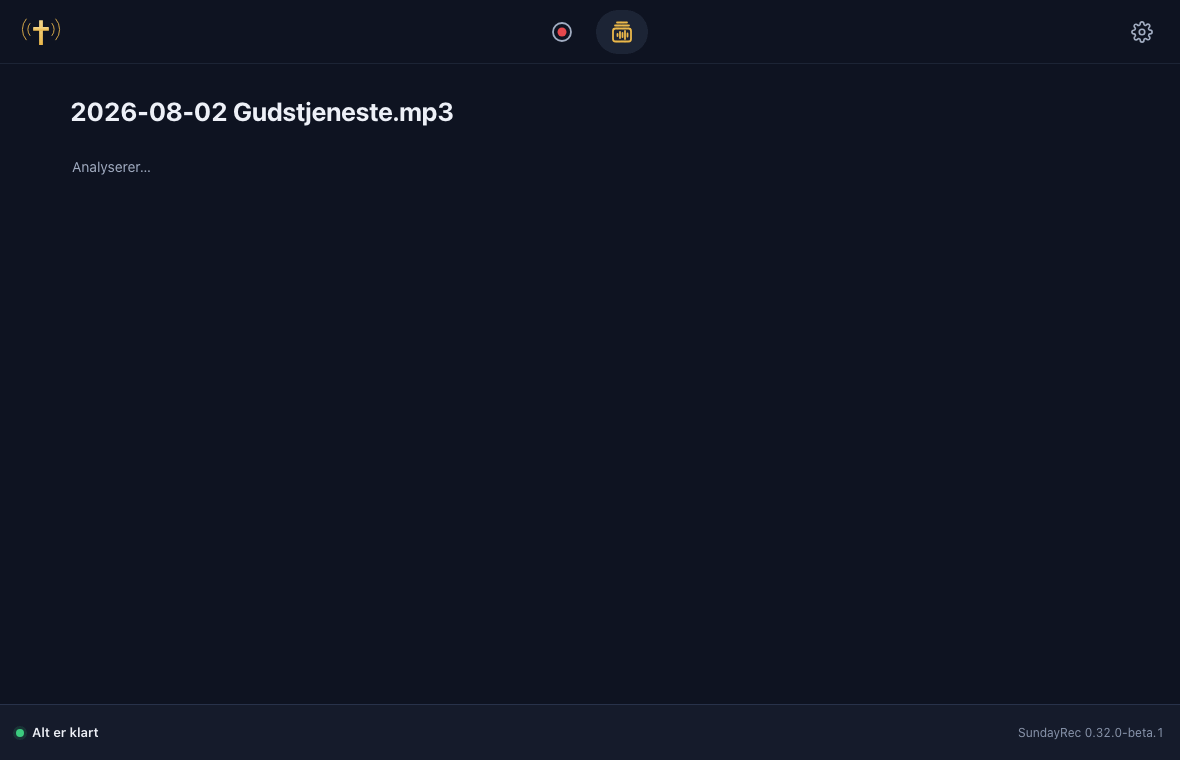 2026-08-02 Gudstjeneste.mp3
Analyserer...
Alt er klart
SundayRec 0.32.0-beta.1